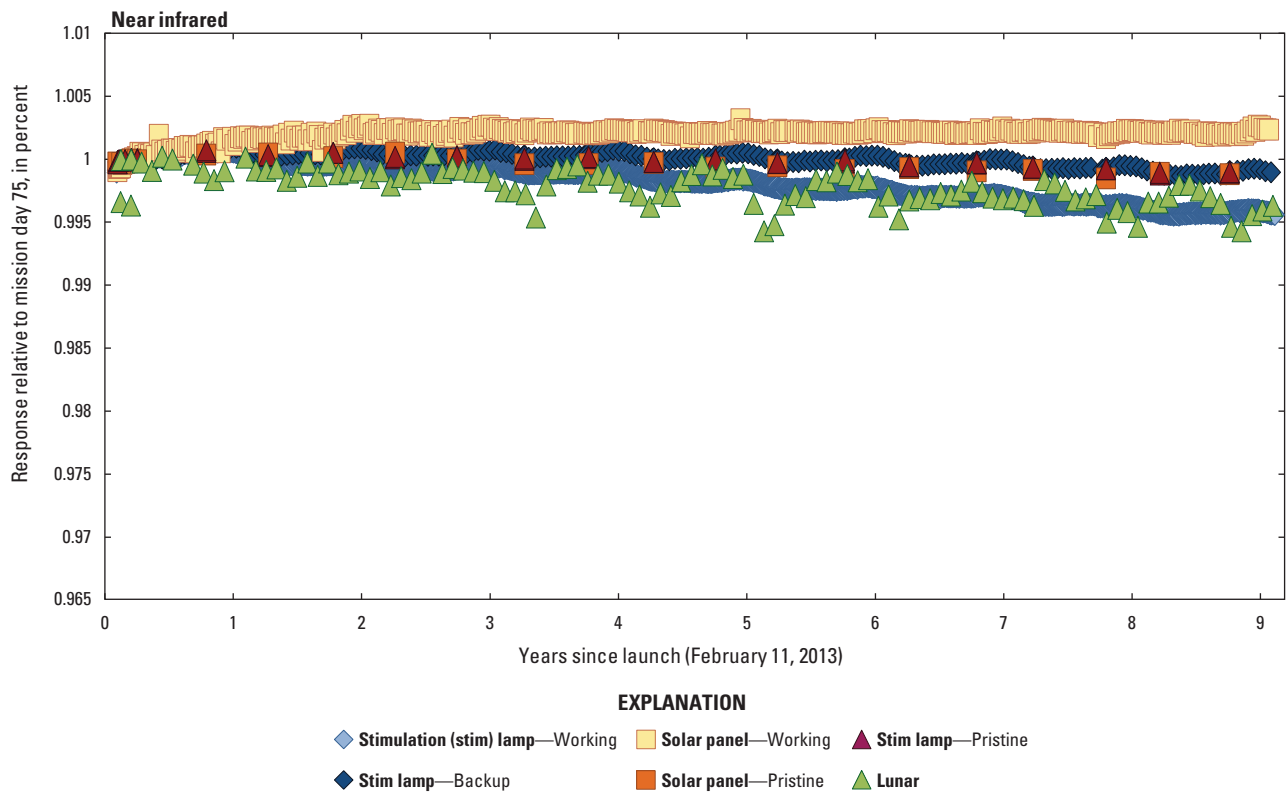 Near infrared
1.01
1.005
1
0.995
0.99
0.985
0.98
0.975
0.97
0.965
Response relative to mission day 75, in percent
0 1 2 3 4 5 6 7 8 9
Years since launch (February 11, 2013)
EXPLANATION
Stimulation (stim) lamp—Working Solar panel—Working Stim lamp—Pristine
Stim lamp—Backup Solar panel—Pristine Lunar